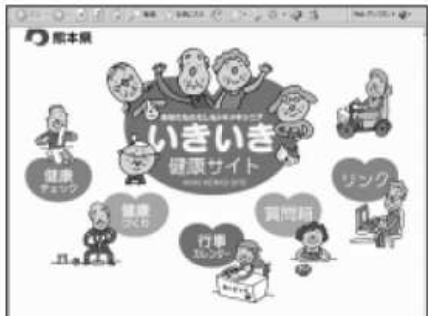 熊本県
いきいき
健康サイト
健康
チェック
健康
づくり
リンク
質問箱
行事
カレンダー